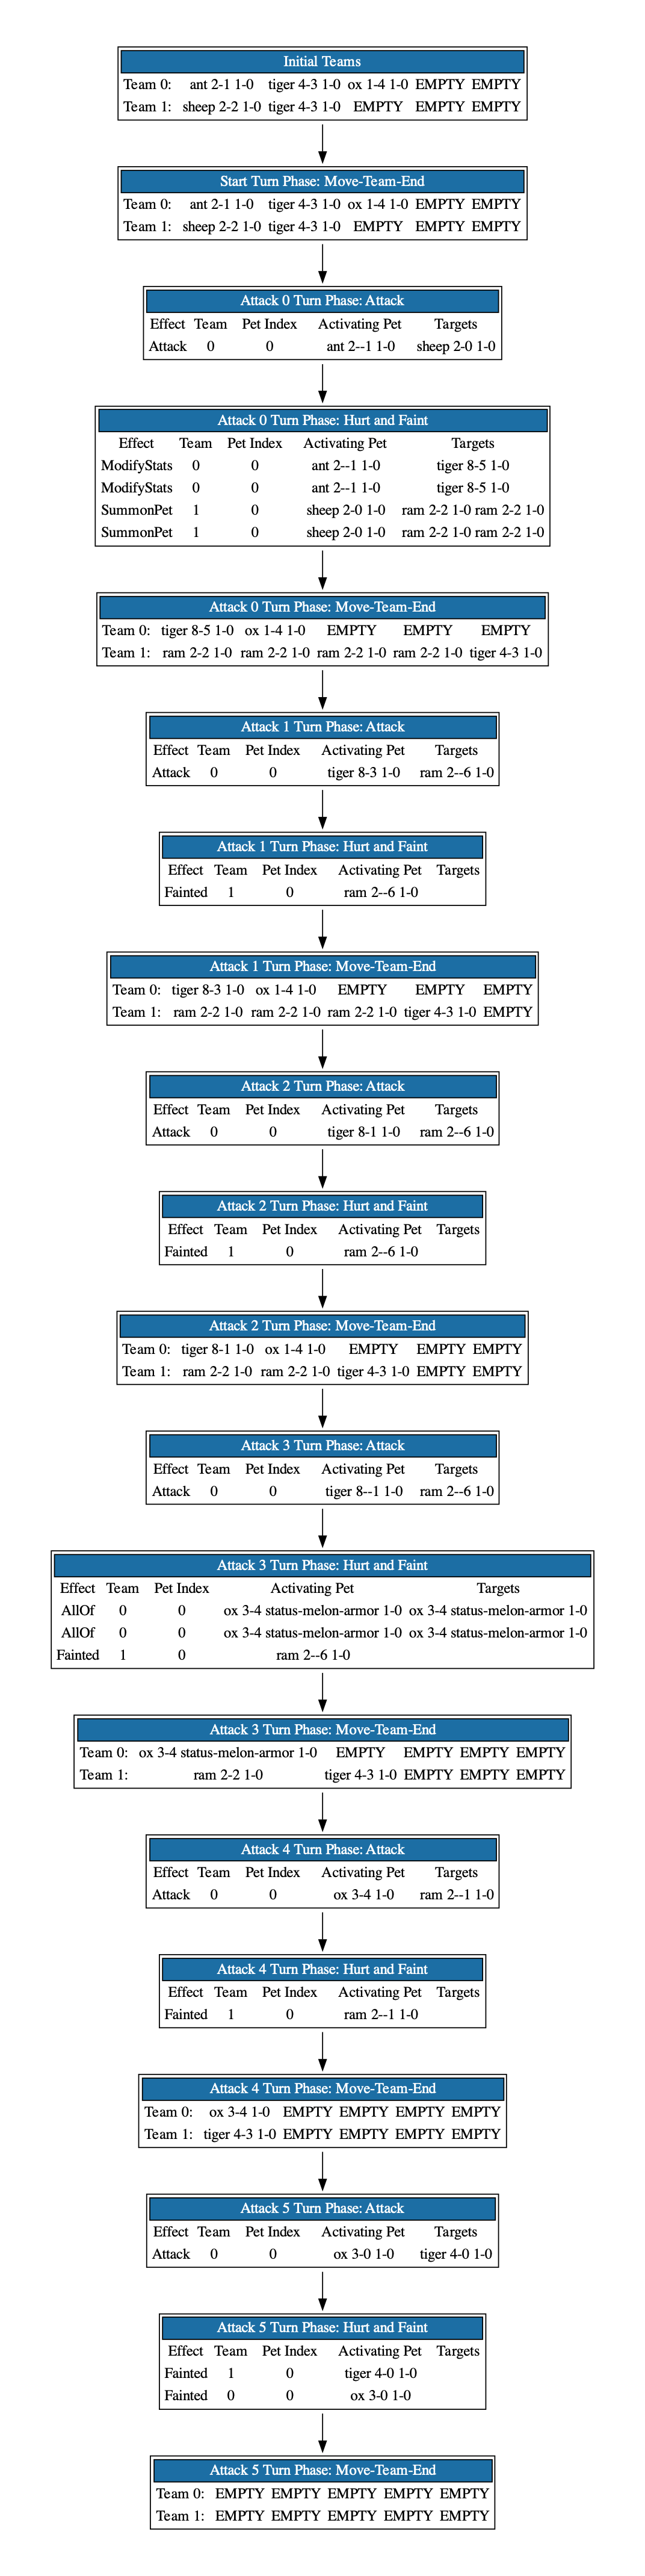 Initial Teams
Team 0: ant 2-1 1-0 tiger 4-3 1-0 ox 1-4 1-0 EMPTY EMPTY
Team 1: sheep 2-2 1-0 tiger 4-3 1-0 EMPTY EMPTY EMPTY
Start Turn Phase: Move-Team-End
Team 0: ant 2-1 1-0 tiger 4-3 1-0 ox 1-4 1-0 EMPTY EMPTY
Team 1: sheep 2-2 1-0 tiger 4-3 1-0 EMPTY EMPTY EMPTY
Attack 0 Turn Phase: Attack
Effect Team Pet Index Activating Pet Targets
Attack 0 0 ant 2--1 1-0 sheep 2-0 1-0
Attack 0 Turn Phase: Hurt and Faint
Effect Team Pet Index Activating Pet Targets
ModifyStats 0 0 ant 2--1 1-0 tiger 8-5 1-0
ModifyStats 0 0 ant 2--1 1-0 tiger 8-5 1-0
SummonPet 1 0 sheep 2-0 1-0 ram 2-2 1-0 ram 2-2 1-0
SummonPet 1 0 sheep 2-0 1-0 ram 2-2 1-0 ram 2-2 1-0
Attack 0 Turn Phase: Move-Team-End
Team 0: tiger 8-5 1-0 ox 1-4 1-0 EMPTY EMPTY EMPTY
Team 1: ram 2-2 1-0 ram 2-2 1-0 ram 2-2 1-0 ram 2-2 1-0 tiger 4-3 1-0
Attack 1 Turn Phase: Attack
Effect Team Pet Index Activating Pet Targets
Attack 0 0 tiger 8-3 1-0 ram 2--6 1-0
Attack 1 Turn Phase: Hurt and Faint
Effect Team Pet Index Activating Pet Targets
Fainted 1 0 ram 2--6 1-0
Attack 1 Turn Phase: Move-Team-End
Team 0: tiger 8-3 1-0 ox 1-4 1-0 EMPTY EMPTY EMPTY
Team 1: ram 2-2 1-0 ram 2-2 1-0 ram 2-2 1-0 tiger 4-3 1-0 EMPTY
Attack 2 Turn Phase: Attack
Effect Team Pet Index Activating Pet Targets
Attack 0 0 tiger 8-1 1-0 ram 2--6 1-0
Attack 2 Turn Phase: Hurt and Faint
Effect Team Pet Index Activating Pet Targets
Fainted 1 0 ram 2--6 1-0
Attack 2 Turn Phase: Move-Team-End
Team 0: tiger 8-1 1-0 ox 1-4 1-0 EMPTY EMPTY EMPTY
Team 1: ram 2-2 1-0 ram 2-2 1-0 tiger 4-3 1-0 EMPTY EMPTY
Attack 3 Turn Phase: Attack
Effect Team Pet Index Activating Pet Targets
Attack 0 0 tiger 8--1 1-0 ram 2--6 1-0
Attack 3 Turn Phase: Hurt and Faint
Effect Team Pet Index Activating Pet Targets
AllOf 0 0 ox 3-4 status-melon-armor 1-0 ox 3-4 status-melon-armor 1-0
AllOf 0 0 ox 3-4 status-melon-armor 1-0 ox 3-4 status-melon-armor 1-0
Fainted 1 0 ram 2--6 1-0
Attack 3 Turn Phase: Move-Team-End
Team 0: ox 3-4 status-melon-armor 1-0 EMPTY EMPTY EMPTY EMPTY
Team 1: ram 2-2 1-0 tiger 4-3 1-0 EMPTY EMPTY EMPTY
Attack 4 Turn Phase: Attack
Effect Team Pet Index Activating Pet Targets
Attack 0 0 ox 3-4 1-0 ram 2--1 1-0
Attack 4 Turn Phase: Hurt and Faint
Effect Team Pet Index Activating Pet Targets
Fainted 1 0 ram 2--1 1-0
Attack 4 Turn Phase: Move-Team-End
Team 0: ox 3-4 1-0 EMPTY EMPTY EMPTY EMPTY
Team 1: tiger 4-3 1-0 EMPTY EMPTY EMPTY EMPTY
Attack 5 Turn Phase: Attack
Effect Team Pet Index Activating Pet Targets
Attack 0 0 ox 3-0 1-0 tiger 4-0 1-0
Attack 5 Turn Phase: Hurt and Faint
Effect Team Pet Index Activating Pet Targets
Fainted 1 0 tiger 4-0 1-0
Fainted 0 0 ox 3-0 1-0
Attack 5 Turn Phase: Move-Team-End
Team 0: EMPTY EMPTY EMPTY EMPTY EMPTY
Team 1: EMPTY EMPTY EMPTY EMPTY EMPTY